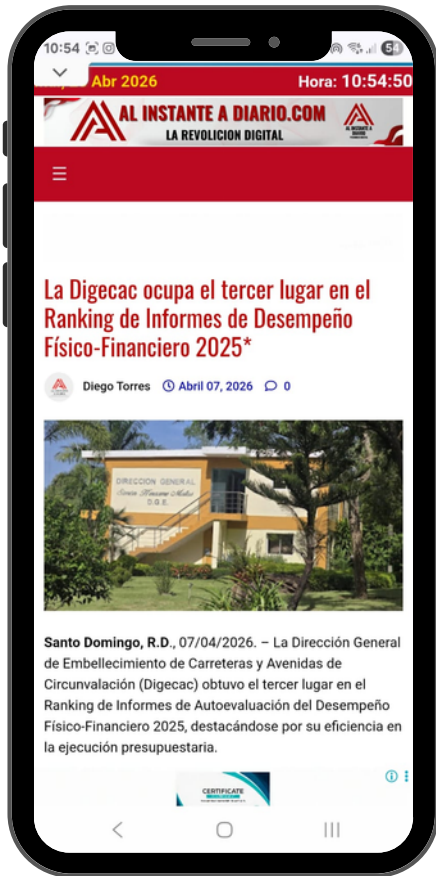 10:54
54
Abr 2026
Hora: 10:54:50
AL INSTANTE A DIARIO.COM
LA REVOLICION DIGITAL
La Digecac ocupa el tercer lugar en el
Ranking de Informes de Desempeño
Físico-Financiero 2025*
Diego Torres Abril 07, 2026 0
DIRECCION GENERAL
D.G.E.
Santo Domingo, R.D., 07/04/2026. – La Dirección General
de Embellecimiento de Carreteras y Avenidas de
Circunvalación (Digecac) obtuvo el tercer lugar en el
Ranking de Informes de Autoevaluación del Desempeño
Físico-Financiero 2025, destacándose por su eficiencia en
la ejecución presupuestaria.
CERTIFICATE